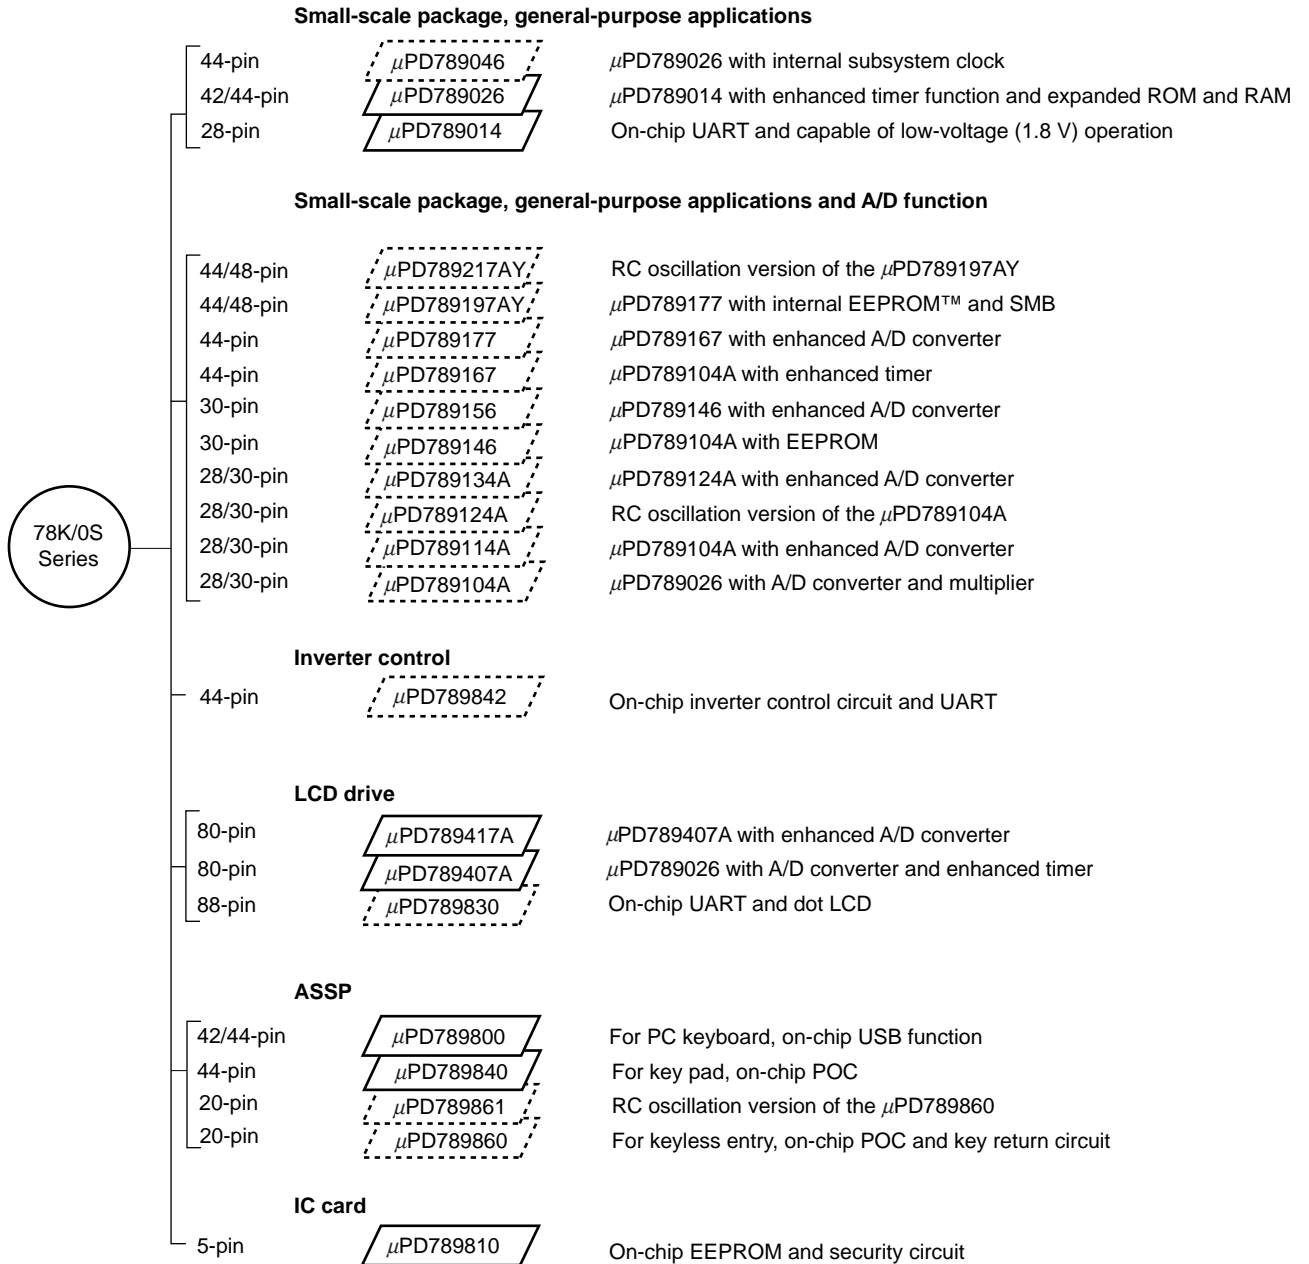 Small-scale package, general-purpose applications
44-pin µPD789046 µPD789026 with internal subsystem clock
42/44-pin µPD789026 µPD789014 with enhanced timer function and expanded ROM and RAM
28-pin µPD789014 On-chip UART and capable of low-voltage (1.8 V) operation
Small-scale package, general-purpose applications and A/D function
44/48-pin µPD789217AY RC oscillation version of the µPD789197AY
44/48-pin µPD789197AY µPD789177 with internal EEPROM™ and SMB
44-pin µPD789177 µPD789167 with enhanced A/D converter
44-pin µPD789167 µPD789104A with enhanced timer
30-pin µPD789156 µPD789146 with enhanced A/D converter
30-pin µPD789146 µPD789104A with EEPROM
28/30-pin µPD789134A µPD789124A with enhanced A/D converter
28/30-pin µPD789124A RC oscillation version of the µPD789104A
28/30-pin µPD789114A µPD789104A with enhanced A/D converter
28/30-pin µPD789104A µPD789026 with A/D converter and multiplier
78K/0S
Series
Inverter control
44-pin µPD789842 On-chip inverter control circuit and UART
LCD drive
80-pin µPD789417A µPD789407A with enhanced A/D converter
80-pin µPD789407A µPD789026 with A/D converter and enhanced timer
88-pin µPD789830 On-chip UART and dot LCD
ASSP
42/44-pin µPD789800 For PC keyboard, on-chip USB function
44-pin µPD789840 For key pad, on-chip POC
20-pin µPD789861 RC oscillation version of the µPD789860
20-pin µPD789860 For keyless entry, on-chip POC and key return circuit
IC card
5-pin µPD789810 On-chip EEPROM and security circuit